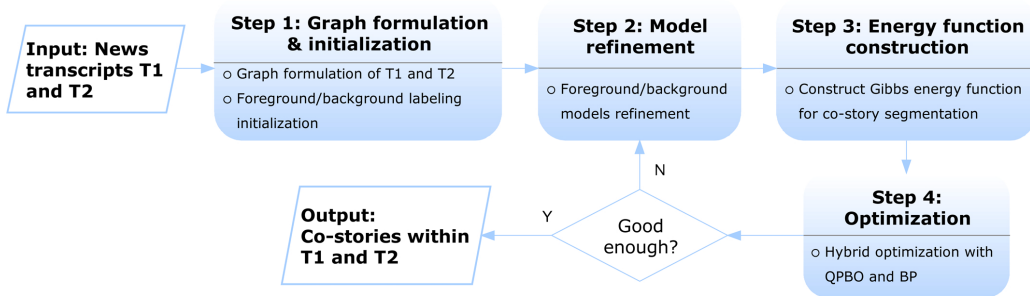 Input: News
transcripts T1
and T2
Step 1: Graph formulation
& initialization
○ Graph formulation of T1 and T2
○ Foreground/background labeling
initialization
Step 2: Model
refinement
○ Foreground/background
models refinement
Step 3: Energy function
construction
○ Construct Gibbs energy function
for co-story segmentation
Step 4:
Optimization
○ Hybrid optimization with
QPBO and BP
Good
enough?
N
Y
Output:
Co-stories within
T1 and T2